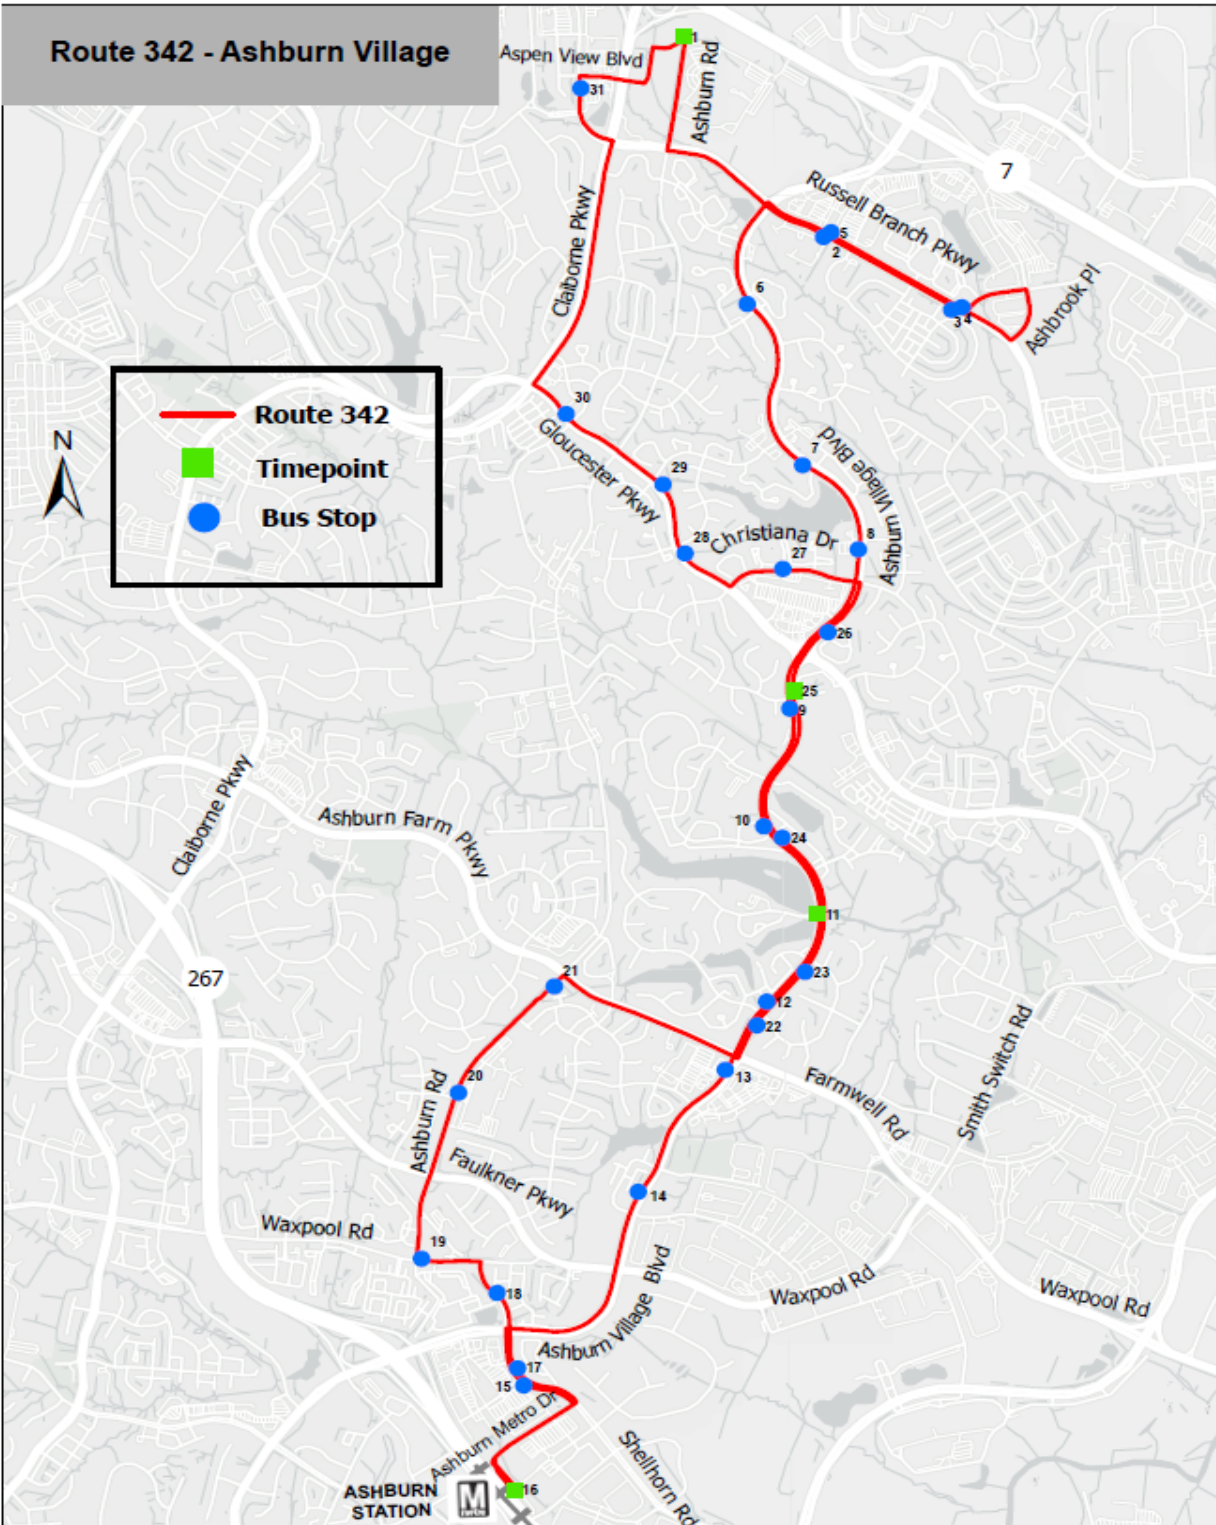 Route 342 - Ashburn Village
1
Aspen View Blvd
Ashburn Rd
31
7
Russell Branch Pkwy
Claiborne Pkwy
5
2
6
3
4
Ashbrook Pl
Route 342
Timepoint
Bus Stop
N
30
Gloucester Pkwy
29
7
Ashburn Village Blvd
28
Christiana Dr
8
27
26
25
9
Claiborne Pkwy
Ashburn Farm Pkwy
10
24
11
267
21
23
12
22
Smith Switch Rd
20
13
Farmwell Rd
Ashburn Rd
Faulkner Pkwy
14
Waxpool Rd
19
18
Ashburn Village Blvd
Waxpool Rd
Waxpool Rd
17
15
Ashburn Metro Dr
Shellhorn Rd
ASHBURN
STATION
M
metro
16